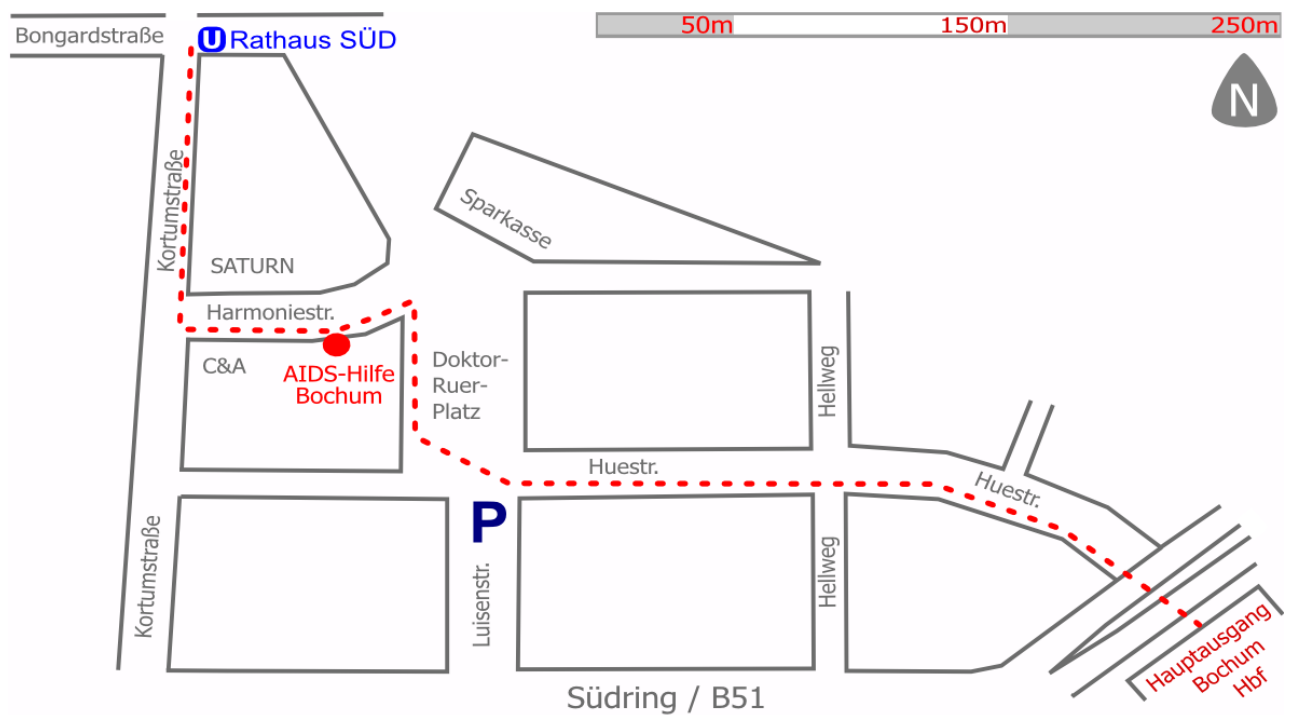 Bongardstraße
U Rathaus SÜD
50m 150m 250m
N
Kortumstraße
Sparkasse
SATURN
Harmoniestr.
C&A
AIDS-Hilfe
Bochum
Doktor-
Ruer-
Platz
Hellweg
Huestr.
Huestr.
P
Kortumstraße
Luisenstr.
Hellweg
Hauptausgang
Bochum
Hbf
Südring / B51